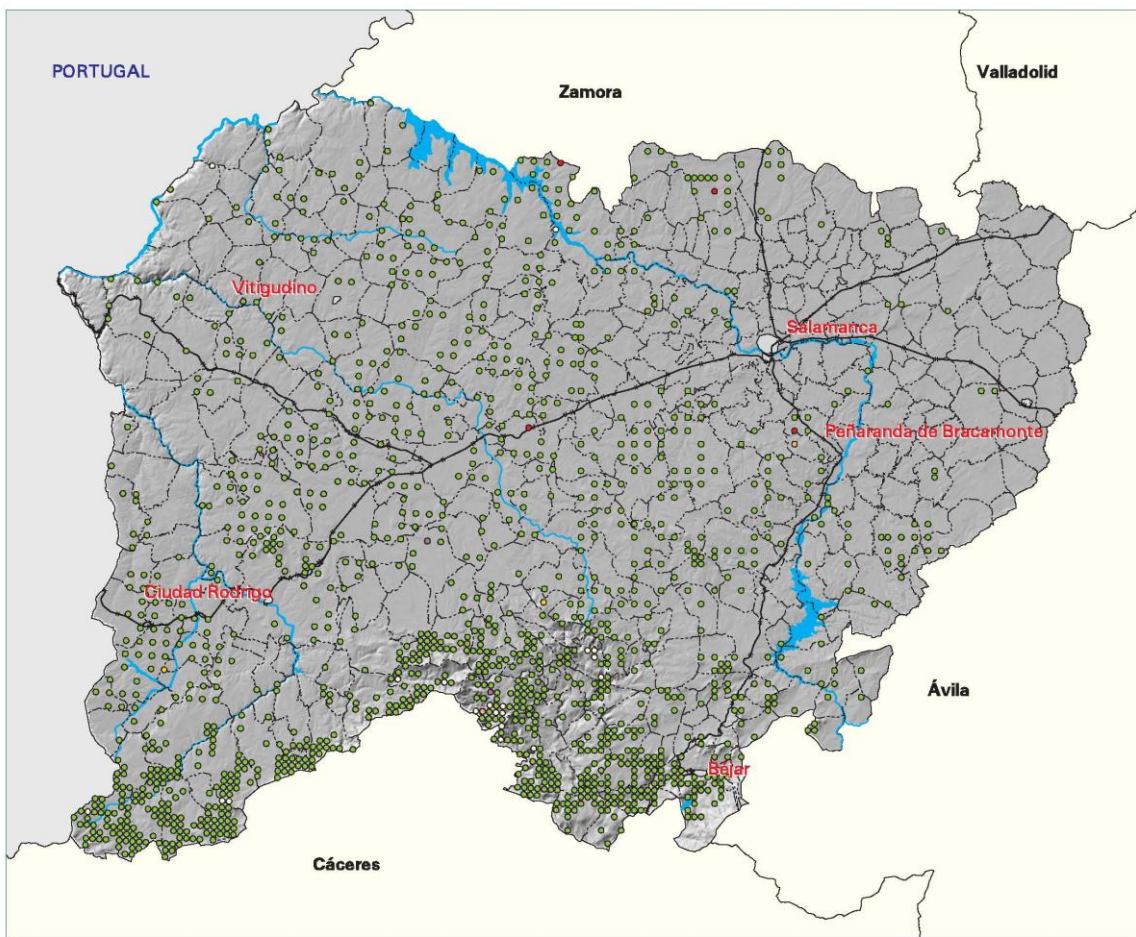 PORTUGAL
Valladolid
Zamora
Vitigudino
Salamanca
Peñaranda de Bracamonte
Ciudad Rodrigo
Ávila
Béjar
Cáceres